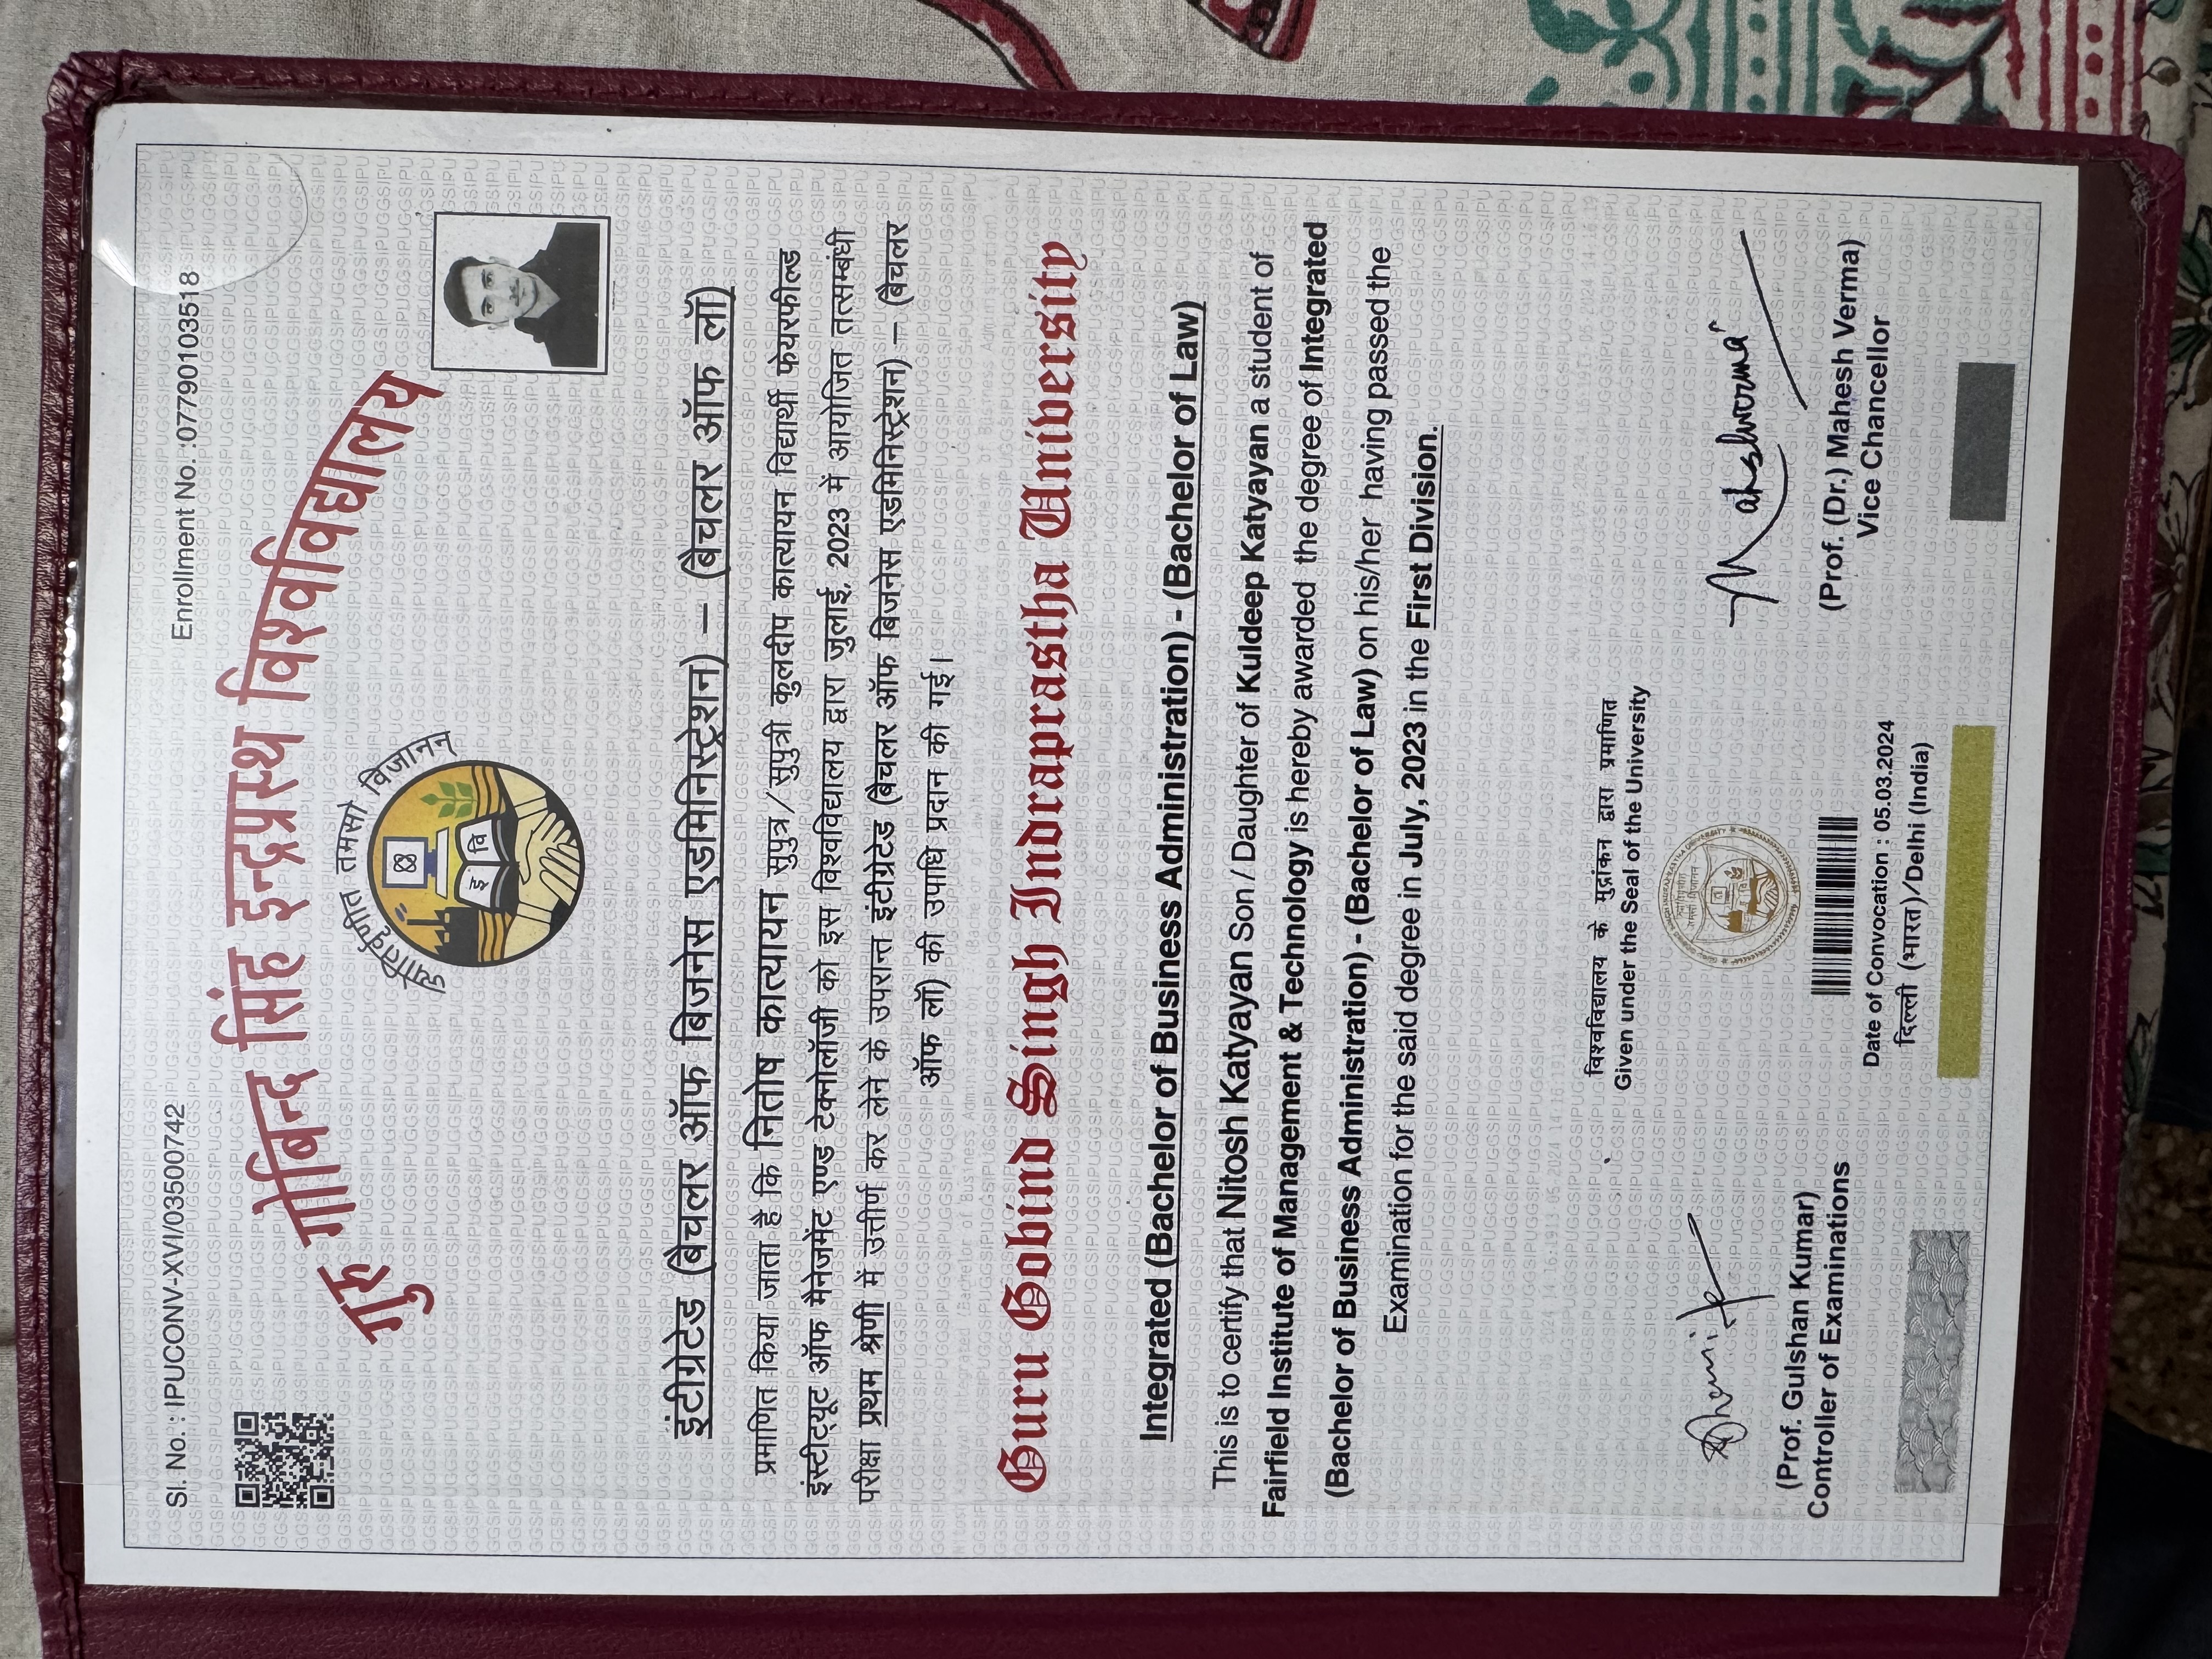 Sl. No. : IPUCONV-XVI/03500742
Enrollment No. :07790103518
गुरु गोबिन्द सिंह इन्द्रप्रस्थ विश्वविद्यालय
ज्योतिर्वृणीत तमसो विजानन्
इ वि
इंटीग्रेटेड (बैचलर ऑफ बिजनेस एडमिनिस्ट्रेशन) – (बैचलर ऑफ लॉ)
प्रमाणित किया जाता है कि नितोष कात्यायन सुपुत्र/सुपुत्री कुलदीप कात्यायन विद्यार्थी फेयरफील्ड
इंस्टीट्यूट ऑफ मैनेजमेंट एण्ड टेक्नोलॉजी को इस विश्वविद्यालय द्वारा जुलाई, 2023 में आयोजित तत्सम्बंधी
परीक्षा प्रथम श्रेणी में उत्तीर्ण कर लेने के उपरान्त इंटीग्रेटेड (बैचलर ऑफ बिजनेस एडमिनिस्ट्रेशन) – (बैचलर
ऑफ लॉ) की उपाधि प्रदान की गई।
Guru Gobind Singh Indraprastha University
Integrated (Bachelor of Business Administration) - (Bachelor of Law)
This is to certify that Nitosh Katyayan Son / Daughter of Kuldeep Katyayan a student of
Fairfield Institute of Management & Technology is hereby awarded the degree of Integrated
(Bachelor of Business Administration) - (Bachelor of Law) on his/her having passed the
Examination for the said degree in July, 2023 in the First Division.
विश्वविद्यालय के मुद्रांकन द्वारा प्रमाणित
Given under the Seal of the University
(Prof. Gulshan Kumar)
Controller of Examinations
(Prof. (Dr.) Mahesh Verma)
Vice Chancellor
Date of Convocation : 05.03.2024
दिल्ली (भारत)/Delhi (India)